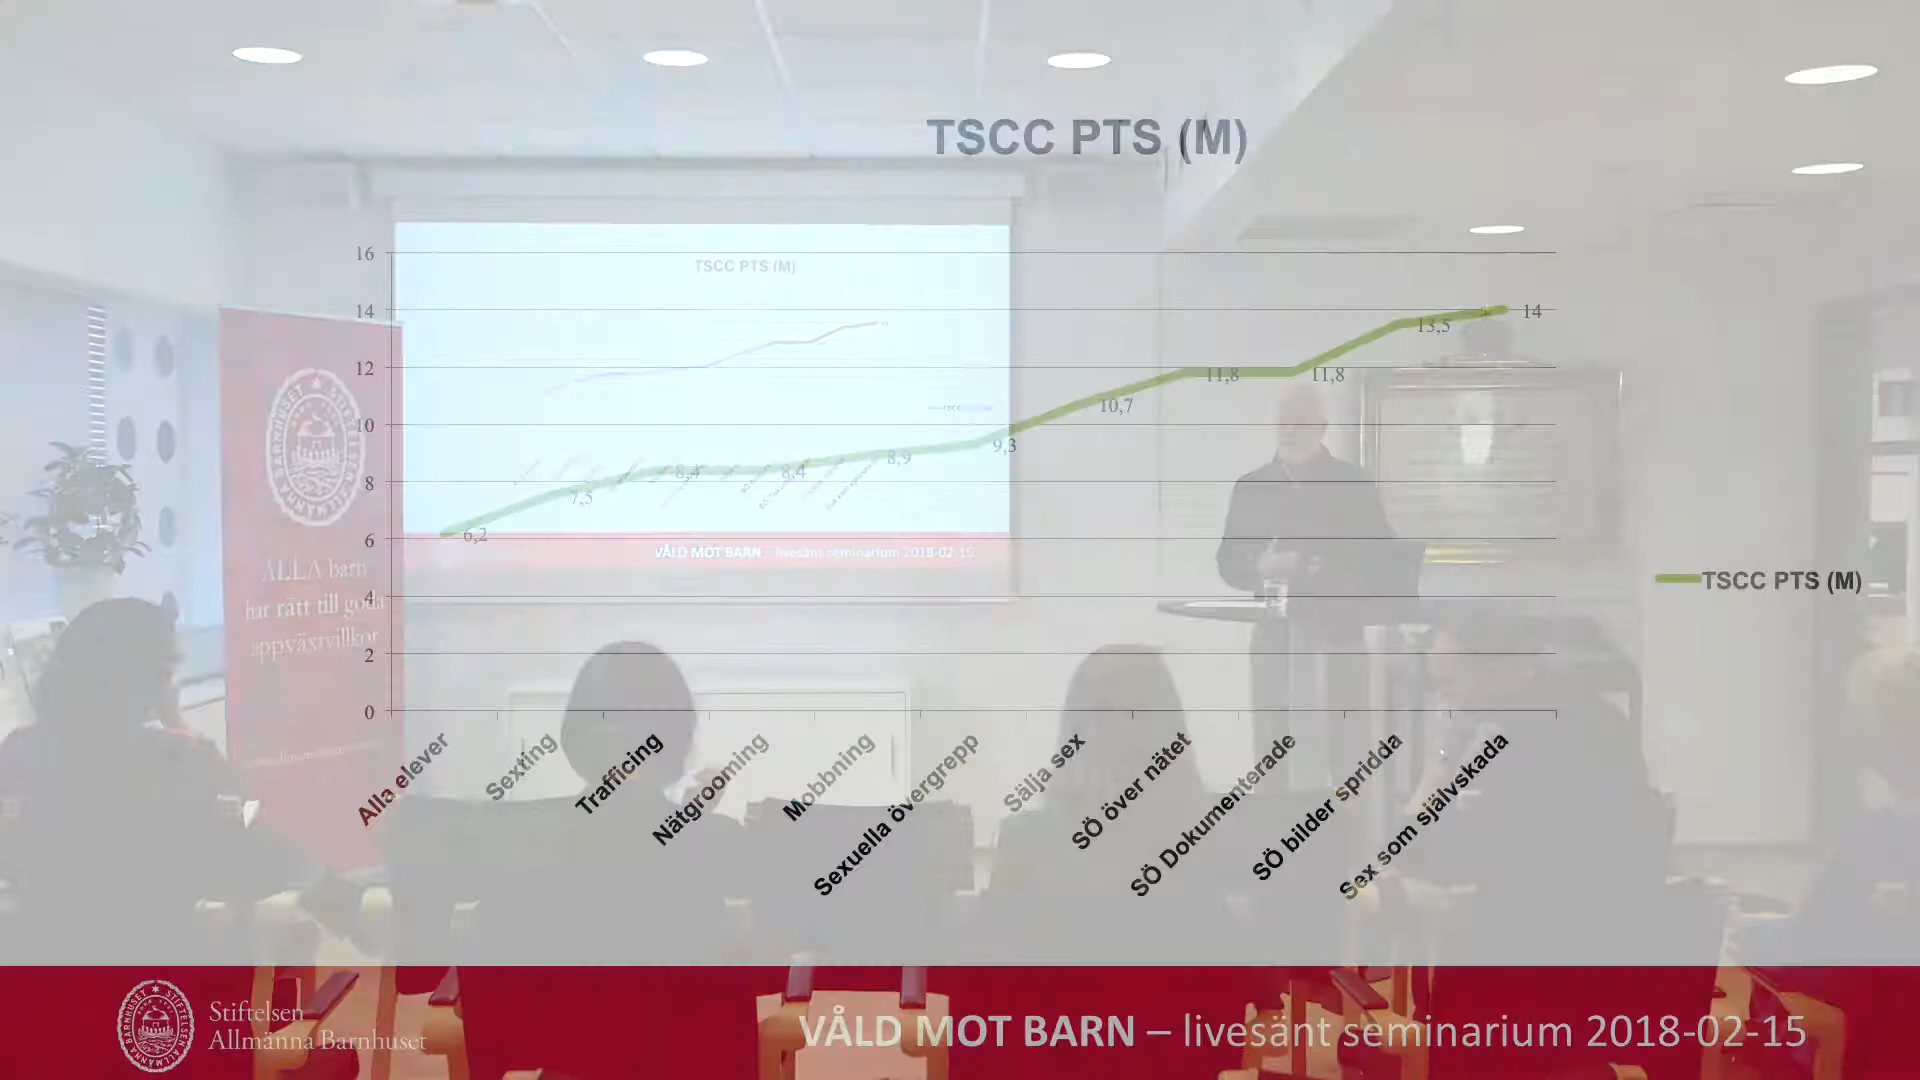 TSCC PTS (M)
16
14
12
10
8
6
4
2
0
6,2
7,5
8,4
8,4
8,9
9,3
10,7
11,8
11,8
13,5
14
TSCC PTS (M)
Alla elever
Sexting
Trafficing
Nätgrooming
Mobbning
Sexuella övergrepp
Sälja sex
SÖ över nätet
SÖ Dokumenterade
SÖ bilder spridda
Sex som självskada
TSCC PTS (M)
VÅLD MOT BARN – livesänt seminarium 2018-02-15
BARNHUSET STIFTELSEN ALLMÄNNA
ALLA barn
har rätt till goda
uppväxtvillkor
Stiftelsen
Allmänna Barnhuset
VÅLD MOT BARN – livesänt seminarium 2018-02-15